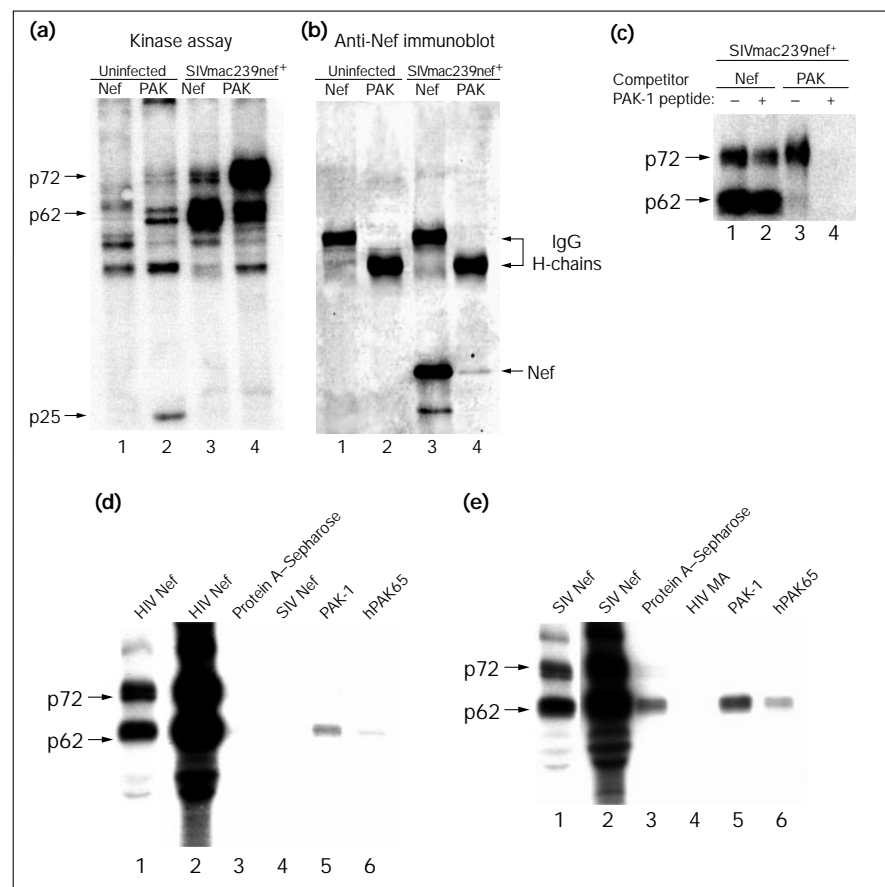 (a)
Kinase assay
Uninfected SIVmac239nef+
Nef PAK Nef PAK
p72
p62
p25
1 2 3 4
(b)
Anti-Nef immunoblot
Uninfected SIVmac239nef+
Nef PAK Nef PAK
IgG
H-chains
Nef
1 2 3 4
(c)
SIVmac239nef+
Competitor Nef PAK
PAK-1 peptide: – + – +
p72
p62
1 2 3 4
(d)
HIV Nef HIV Nef Protein A–Sepharose SIV Nef PAK-1 hPAK65
p72
p62
1 2 3 4 5 6
(e)
SIV Nef SIV Nef Protein A–Sepharose HIV MA PAK-1 hPAK65
p72
p62
1 2 3 4 5 6